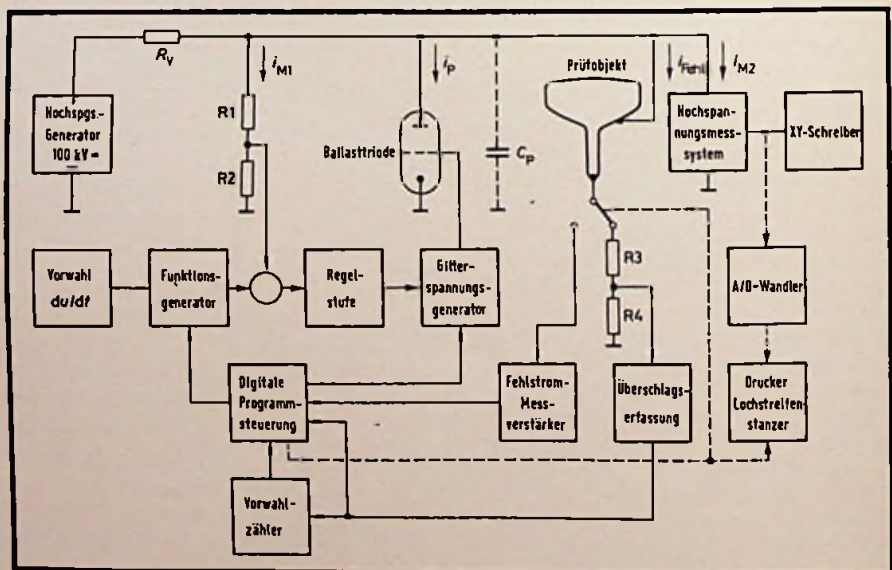 R_V
i_M1
i_P
Prüfobjekt
i_Fehl
i_M2
Hochspgs.-
Generator
100 kV =
R1
R2
Ballasttriode
C_P
Hochspan-
nungsmess-
system
XY-Schreiber
Vorwahl
du/dt
Funktions-
generator
Regel-
stufe
Gitter-
spannungs-
generator
R3
R4
A/D-Wandler
Digitale
Programm-
steuerung
Fehlstrom-
Mess-
verstärker
Überschlags-
erfassung
Drucker
Lochstreifen-
stanzer
Vorwahl-
zähler